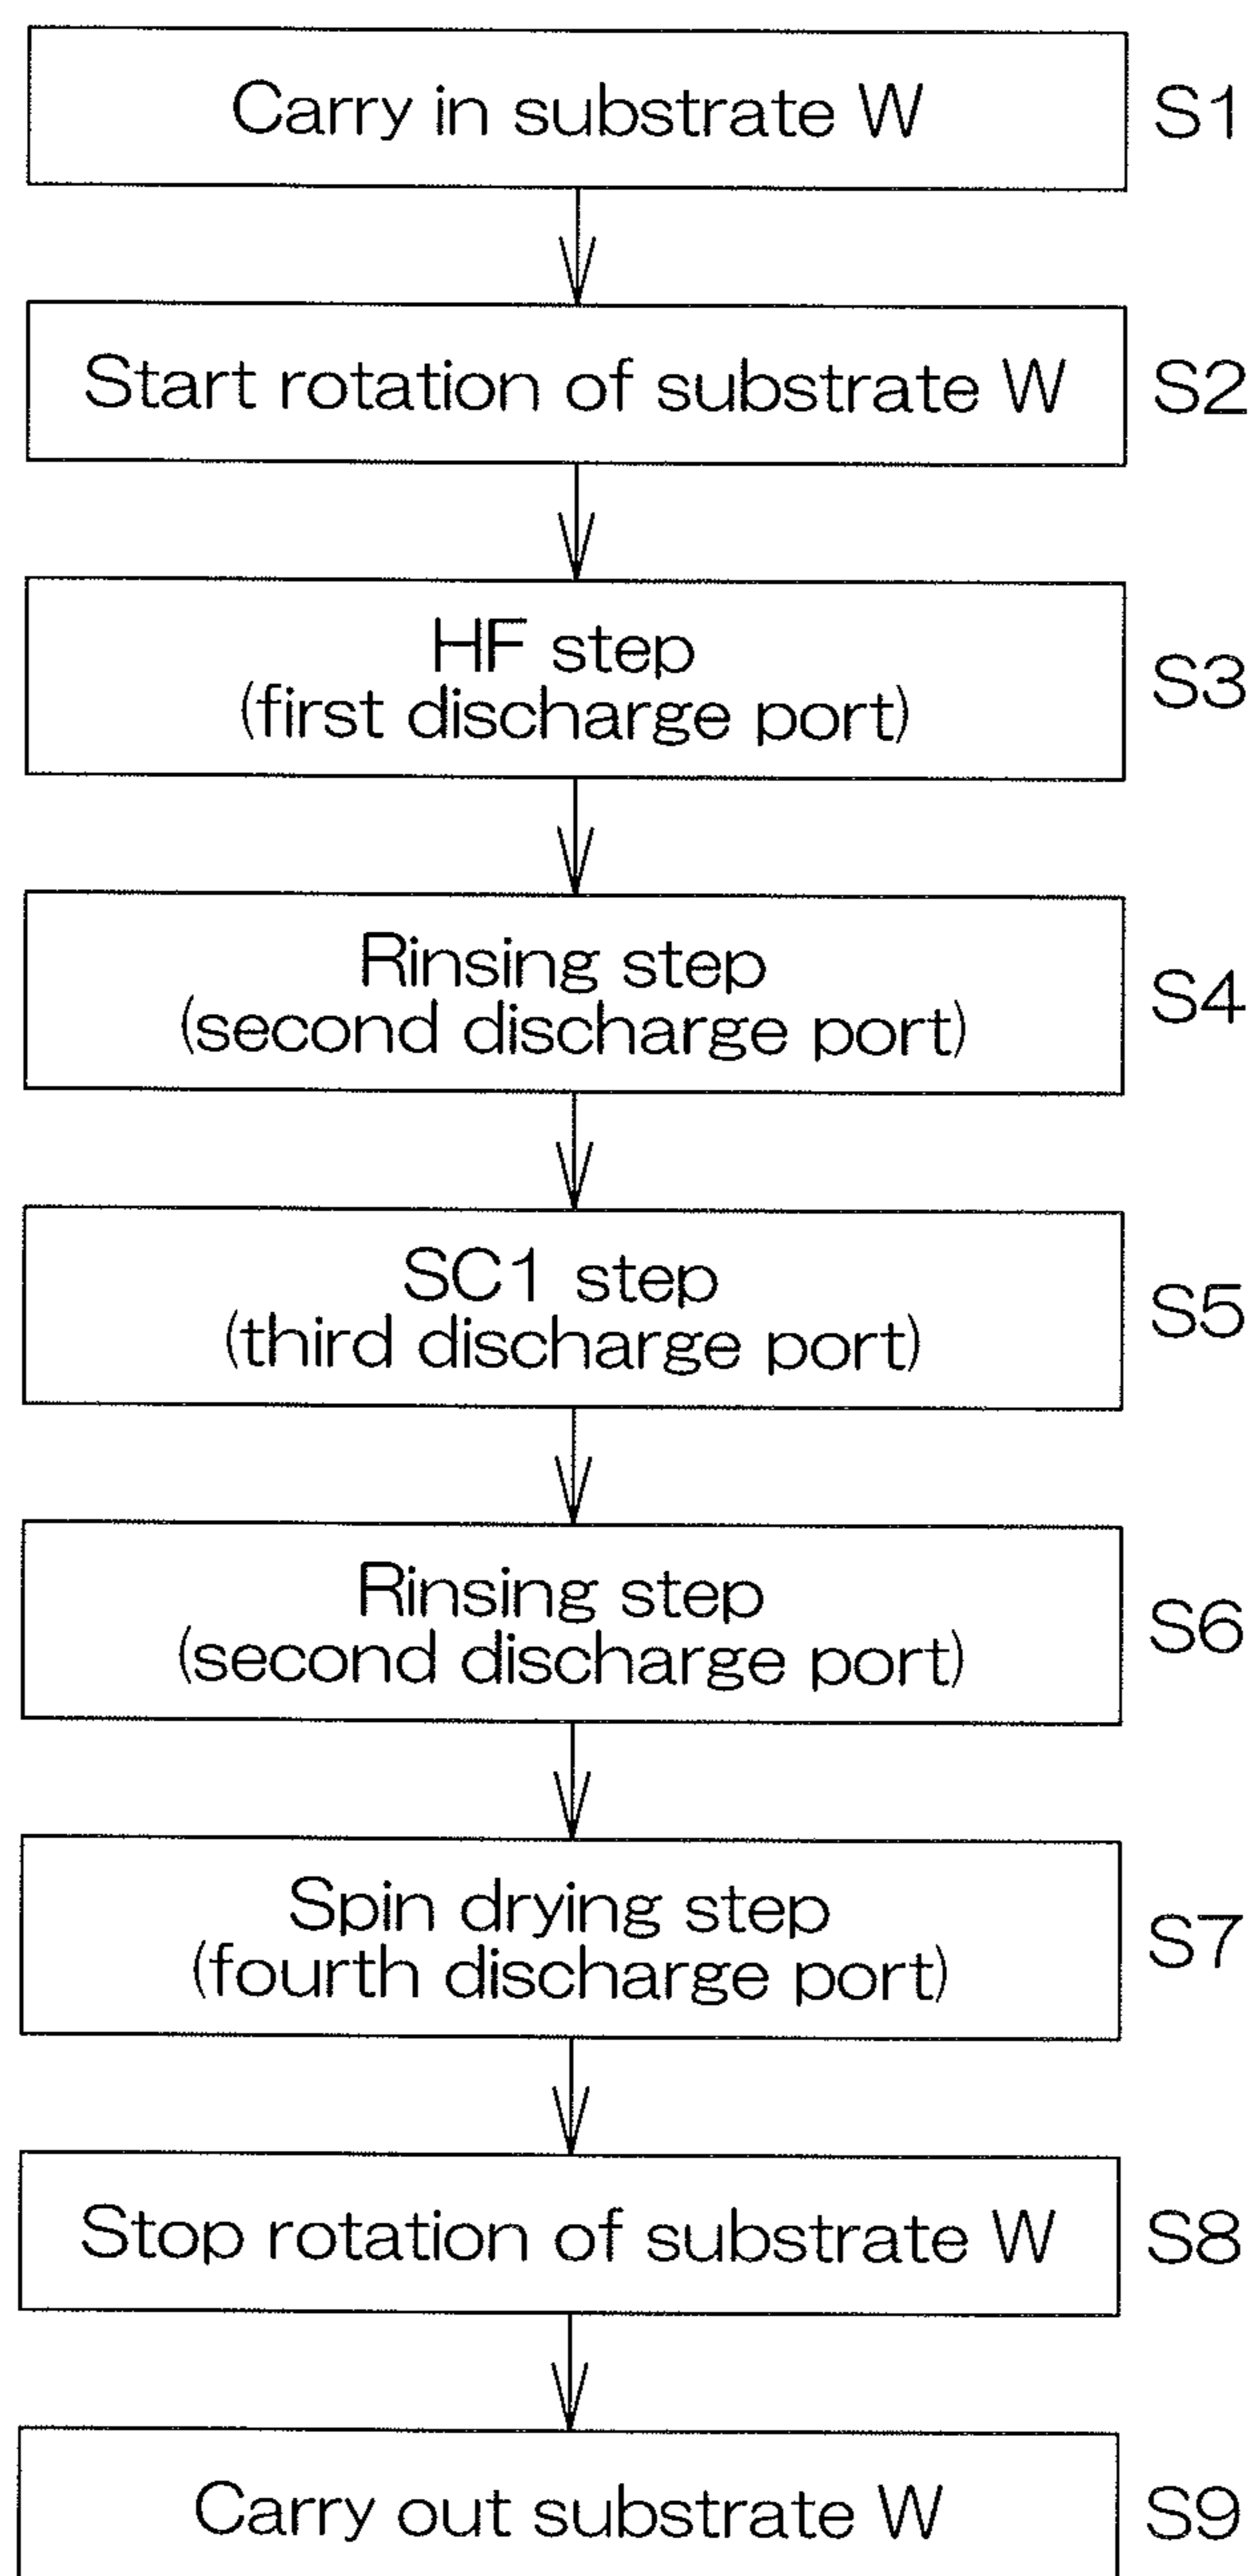 Carry in substrate W
S1
Start rotation of substrate W
S2
HF step
(first discharge port)
S3
Rinsing step
(second discharge port)
S4
SC1 step
(third discharge port)
S5
Rinsing step
(second discharge port)
S6
Spin drying step
(fourth discharge port)
S7
Stop rotation of substrate W
S8
Carry out substrate W
S9